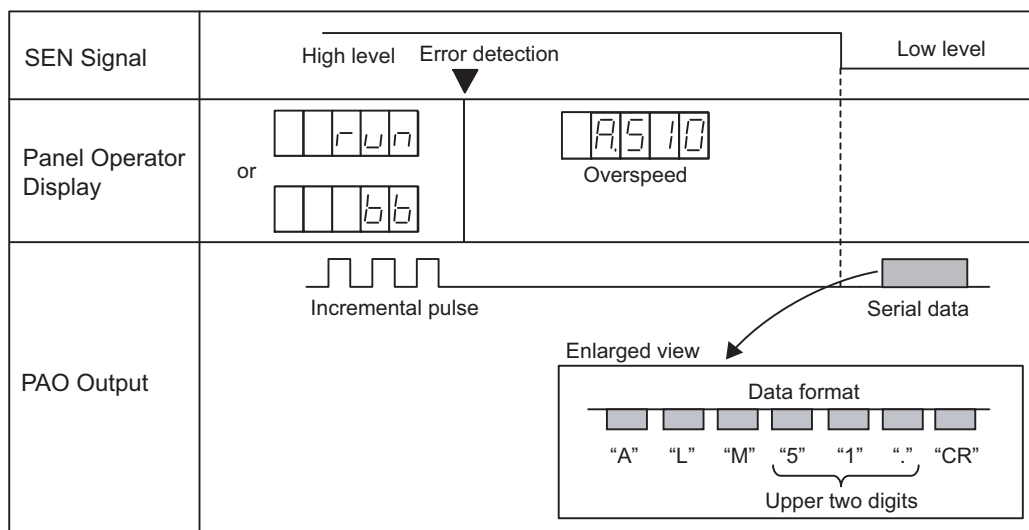 SEN Signal
High level
Error detection
Low level
Panel Operator
Display
run
or
bb
A.510
Overspeed
PAO Output
Incremental pulse
Serial data
Enlarged view
Data format
“A” “L” “M” “5” “1” “.” “CR”
Upper two digits